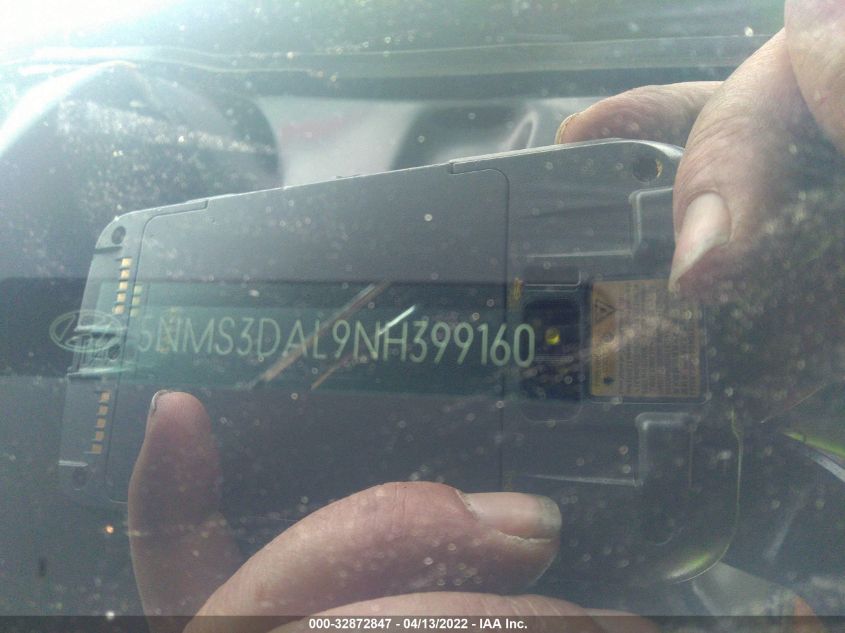 5NMS3DAL9NH399160
000-32872847 - 04/13/2022 - IAA Inc.